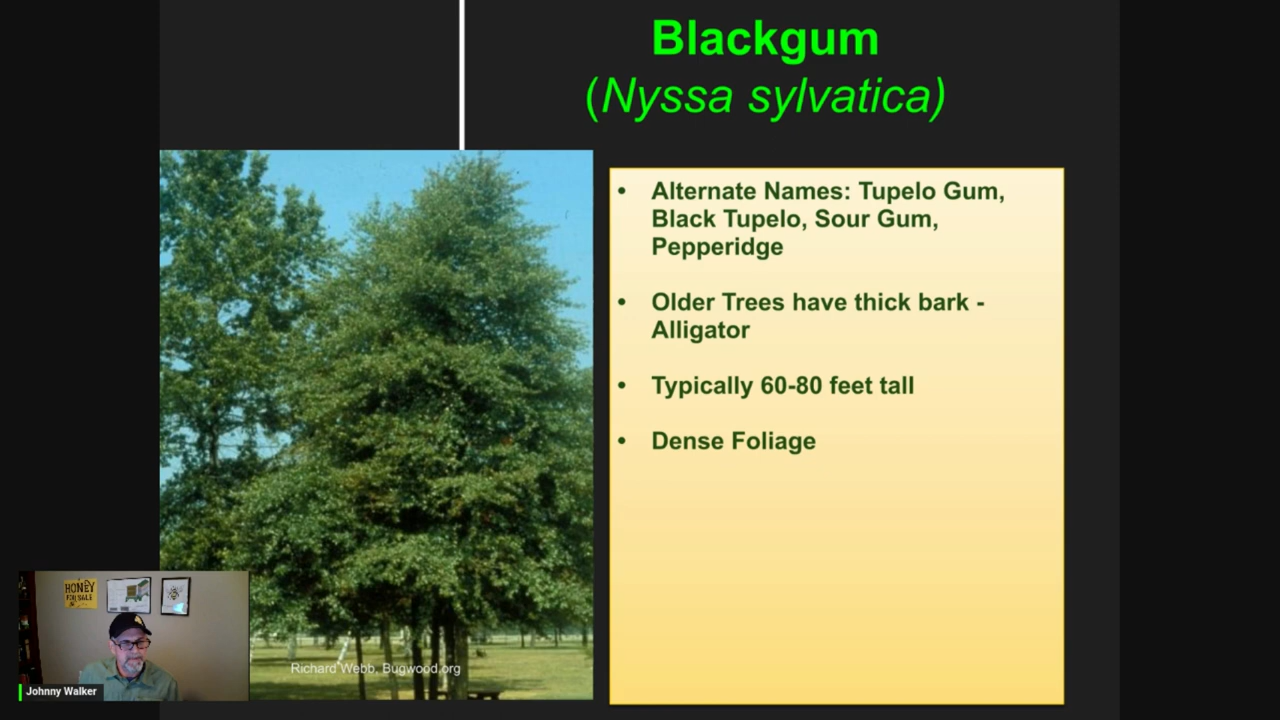 Blackgum
(Nyssa sylvatica)
• Alternate Names: Tupelo Gum,
Black Tupelo, Sour Gum,
Pepperidge
• Older Trees have thick bark -
Alligator
• Typically 60-80 feet tall
• Dense Foliage
Richard Webb, Bugwood.org
HONEY
FOR SALE
Johnny Walker